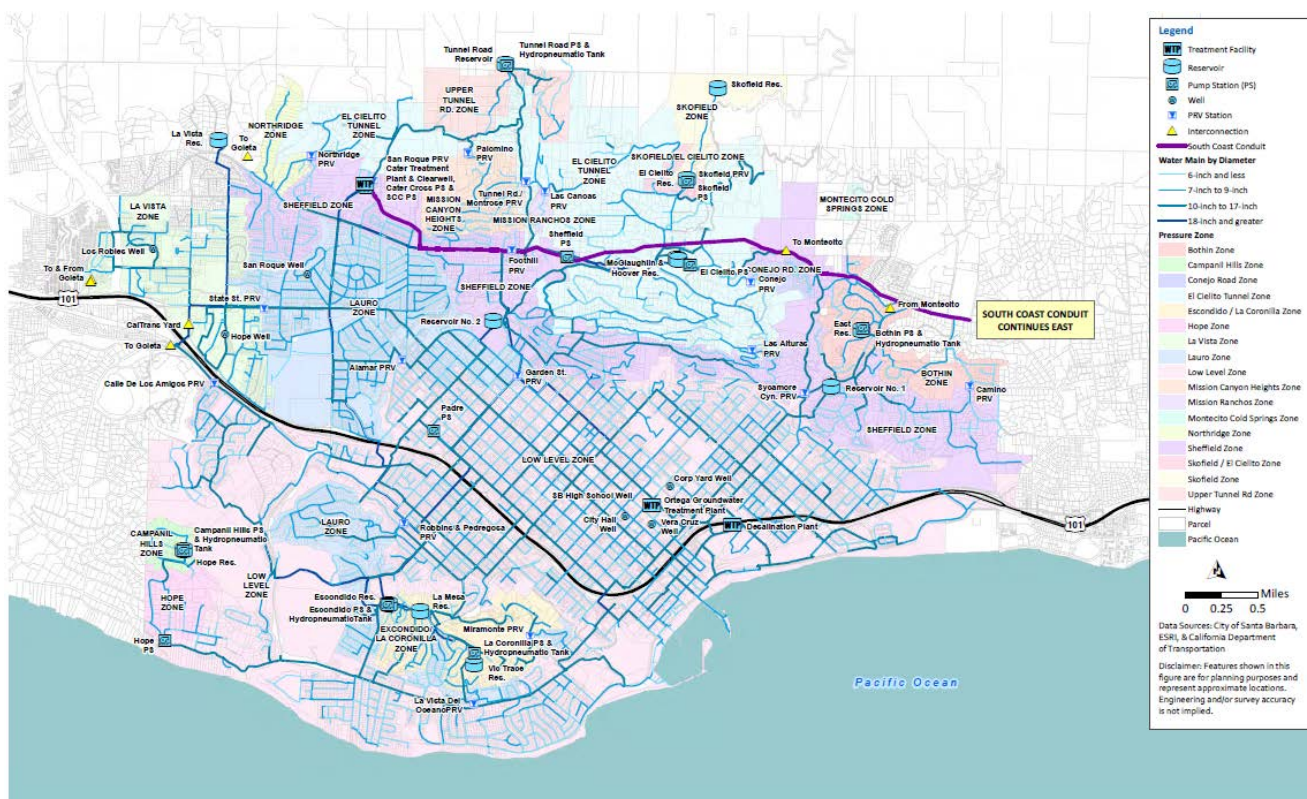 Tunnel Road
Reservoir
Tunnel Road PS &
Hydropneumatic Tank
UPPER
TUNNEL
RD. ZONE
Skofield Res.
SKOFIELD
ZONE
La Vista
Res.
To
Goleta
NORTHRIDGE
ZONE
EL CIELITO
TUNNEL
ZONE
Northridge
PRV
San Roque PRV
Cater Treatment
Plant & Clearwell,
Cater Cross PS &
SCC PS
WTP
Palomino
PRV
EL CIELITO
TUNNEL
ZONE
SKOFIELD/EL CIELITO ZONE
El Cielito
Res.
Skofield PRV
Skofield
PS
Las Canoas
PRV
Tunnel Rd./
Montrose PRV
MISSION
CANYON
HEIGHTS
ZONE
MISSION RANCHOS ZONE
SHEFFIELD ZONE
MONTECITO COLD
SPRINGS ZONE
LA VISTA
ZONE
Los Robles Well
To & From
Goleta
San Roque Well
Sheffield
PS
Foothill
PRV
McGlaughlin &
Hoover Res.
El Cielito PS
To Montecito
CONEJO RD. ZONE
Conejo
PRV
From Montecito
SOUTH COAST CONDUIT
CONTINUES EAST
101
State St. PRV
LAURO
ZONE
SHEFFIELD ZONE
Reservoir No. 2
CalTrans Yard
Hope Well
To Goleta
Alamar PRV
Garden St.
PRV
Las Alturas
PRV
East
Res.
Bothin PS &
Hydropneumatic Tank
BOTHIN
ZONE
Camino
PRV
Calle De Los Amigos PRV
Sycamore
Cyn. PRV
Reservoir No. 1
SHEFFIELD ZONE
Padre
PS
LOW LEVEL ZONE
Corp Yard Well
SB High School Well
WTP
Ortega Groundwater
Treatment Plant
City Hall
Well
Vera Cruz
Well
WTP
Desalination Plant
101
LAURO
ZONE
Robbins & Pedregosa
PRV
CAMPANIL
HILLS
ZONE
Campanil Hills PS
& Hydropneumatic
Tank
Hope Res.
LOW
LEVEL
ZONE
HOPE
ZONE
Hope
PS
Escondido Res.
Escondido PS &
HydropneumaticTank
La Mesa
Res.
EXCONDIDO/
LA CORONILLA
ZONE
Miramonte PRV
La Coronilla PS &
Hydropneumatic Tank
Vic Trace
Res.
La Vista Del
OceanoPRV
Pacific Ocean
Legend
WTP Treatment Facility
Reservoir
Pump Station (PS)
Well
PRV Station
Interconnection
South Coast Conduit
Water Main by Diameter
6-inch and less
7-inch to 9-inch
10-inch to 17-inch
18-inch and greater
Pressure Zone
Bothin Zone
Campanil Hills Zone
Conejo Road Zone
El Cielito Tunnel Zone
Escondido / La Coronilla Zone
Hope Zone
La Vista Zone
Lauro Zone
Low Level Zone
Mission Canyon Heights Zone
Mission Ranchos Zone
Montecito Cold Springs Zone
Northridge Zone
Sheffield Zone
Skofield / El Cielito Zone
Skofield Zone
Upper Tunnel Rd Zone
Highway
Parcel
Pacific Ocean
Miles
0 0.25 0.5
Data Sources: City of Santa Barbara,
ESRI, & California Department
of Transportation
Disclaimer: Features shown in this
figure are for planning purposes and
represent approximate locations.
Engineering and/or survey accuracy
is not implied.